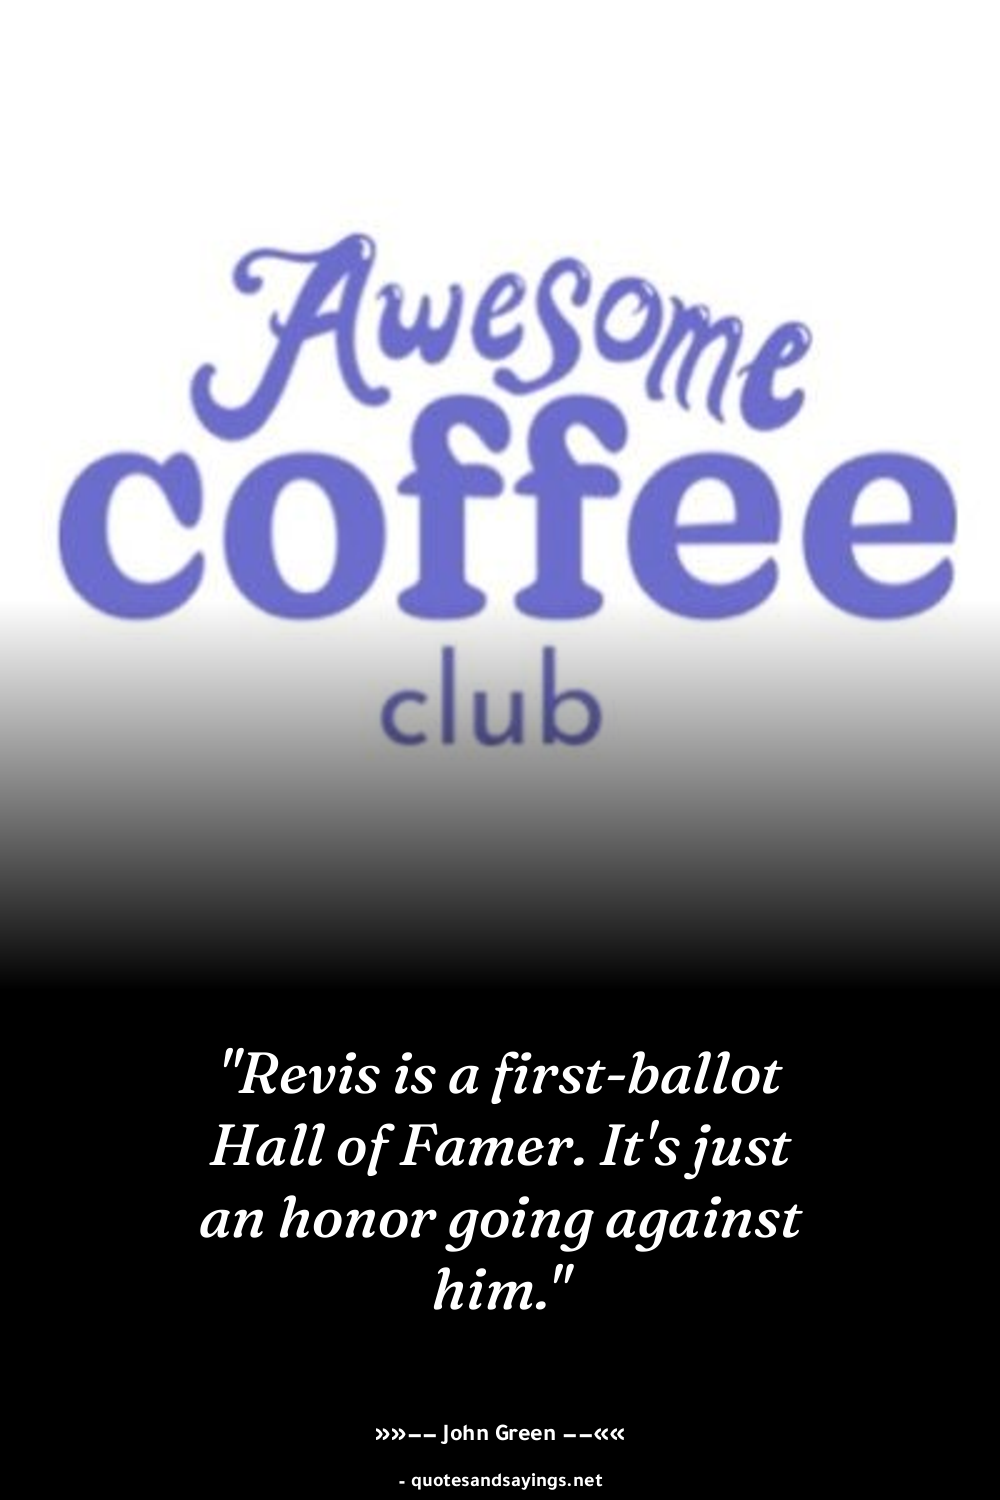 Awesome
coffee
club
"Revis is a first-ballot
Hall of Famer. It's just
an honor going against
him."
»»–– John Green ––««
- quotesandsayings.net